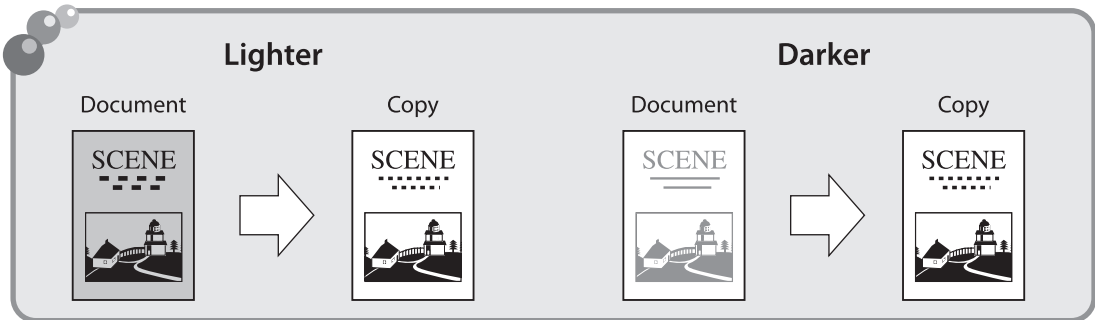 Lighter
Darker
Document
Copy
Document
Copy
SCENE
SCENE
SCENE
SCENE